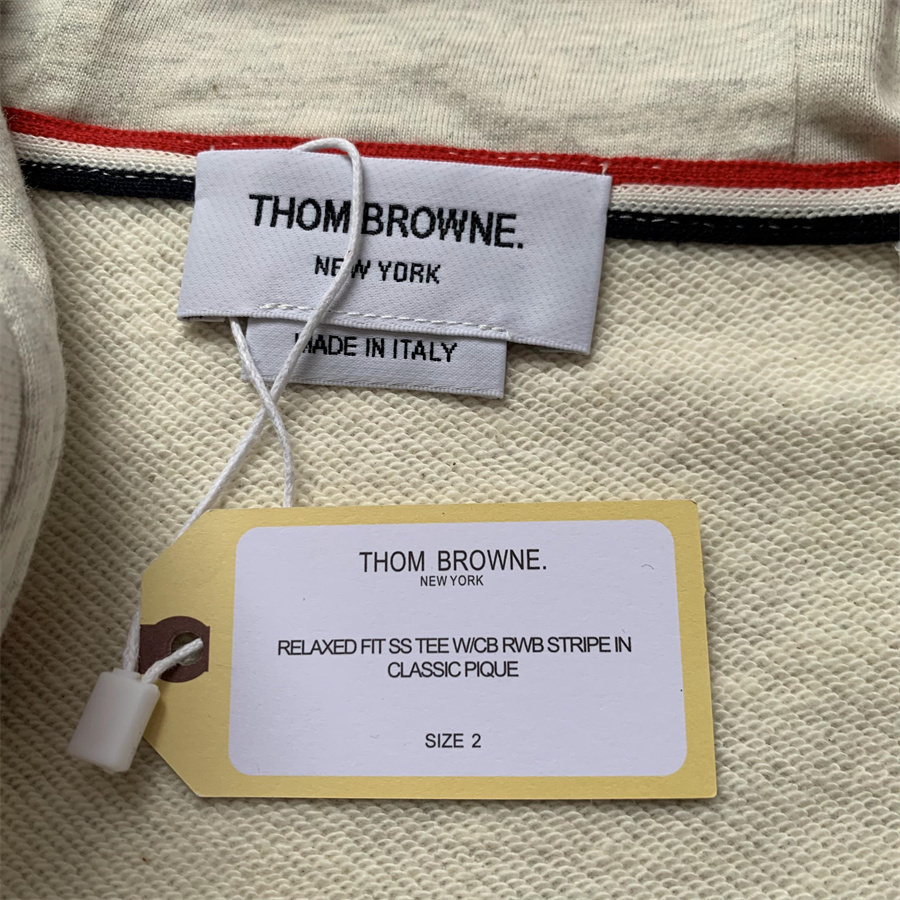 THOM BROWNE.
NEW YORK
MADE IN ITALY
THOM BROWNE.
NEW YORK
RELAXED FIT SS TEE W/CB RWB STRIPE IN
CLASSIC PIQUE
SIZE 2